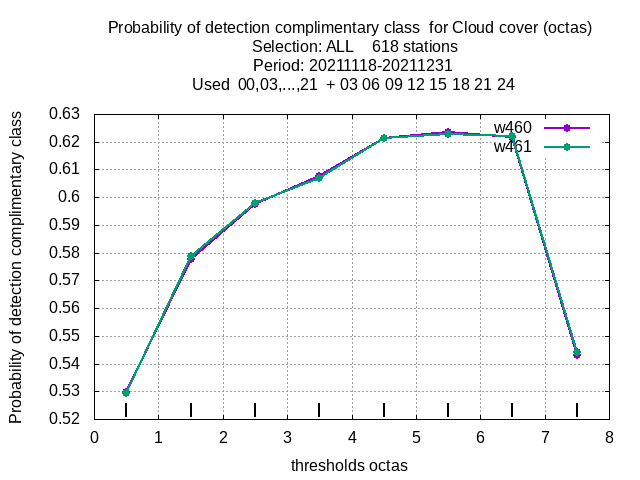 Probability of detection complimentary class  for Cloud cover (octas)
Selection: ALL    618 stations
Period: 20211118-20211231
Used  00,03,...,21  + 03 06 09 12 15 18 21 24
Probability of detection complimentary class
0.63
0.62
0.61
0.6
0.59
0.58
0.57
0.56
0.55
0.54
0.53
0.52
w460
w461
0 1 2 3 4 5 6 7 8
thresholds octas